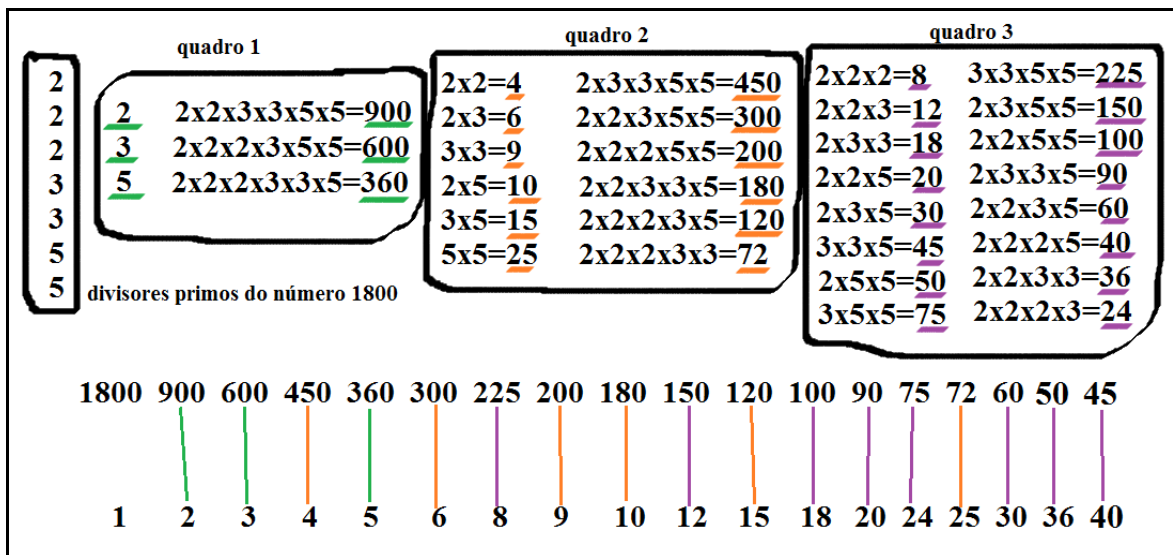 quadro 1
quadro 2
quadro 3
2
2
2
3
3
5
5
2 2x2x3x3x5x5=900
3 2x2x2x3x5x5=600
5 2x2x2x3x3x5=360
divisores primos do número 1800
2x2=4 2x3x3x5x5=450
2x3=6 2x2x3x5x5=300
3x3=9 2x2x2x5x5=200
2x5=10 2x2x3x3x5=180
3x5=15 2x2x2x3x5=120
5x5=25 2x2x2x3x3=72
2x2x2=8 3x3x5x5=225
2x2x3=12 2x3x5x5=150
2x3x3=18 2x2x5x5=100
2x2x5=20 2x3x3x5=90
2x3x5=30 2x2x3x5=60
3x3x5=45 2x2x2x5=40
2x5x5=50 2x2x3x3=36
3x5x5=75 2x2x2x3=24
1800 900 600 450 360 300 225 200 180 150 120 100 90 75 72 60 50 45
1 2 3 4 5 6 8 9 10 12 15 18 20 24 25 30 36 40